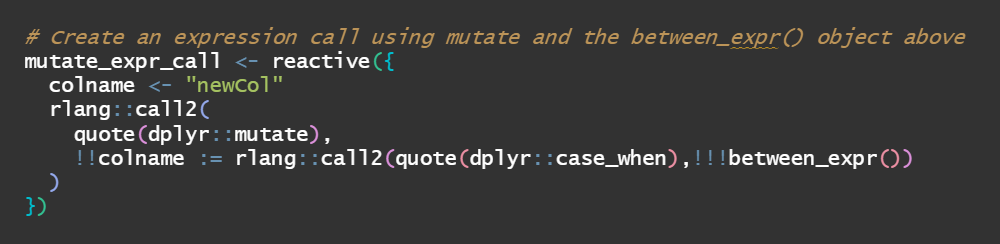 # Create an expression call using mutate and the between_expr() object above
mutate_expr_call <- reactive({
  colname <- "newCol"
  rlang::call2(
    quote(dplyr::mutate),
    !!colname := rlang::call2(quote(dplyr::case_when),!!!between_expr())
  )
})